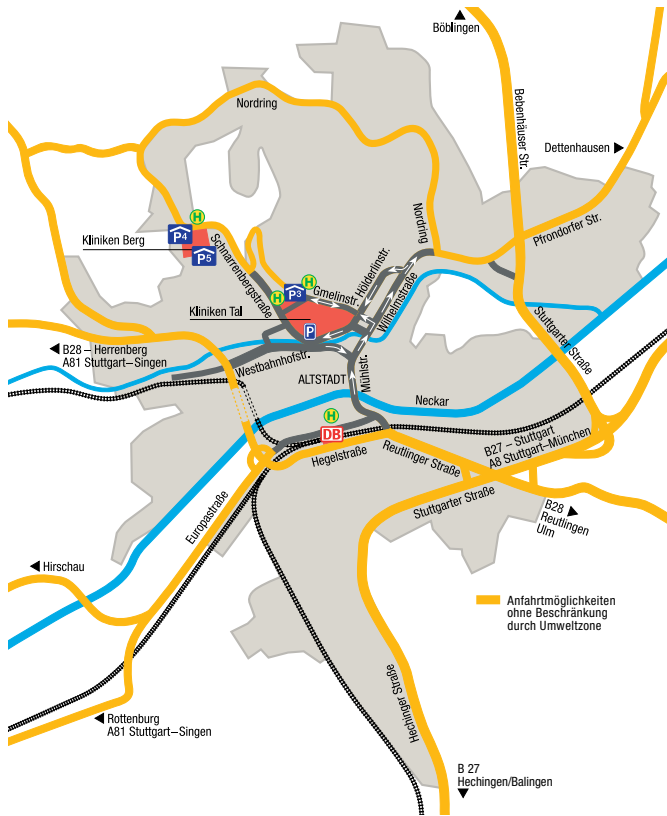 Böblingen
Bebenhäuser Str.
Nordring
Dettenhausen
Nordring
Pfrondorfer Str.
H
P4
Kliniken Berg
P5
Schnarrenbergstraße
H
H
P3
Gmelinstr.
Hölderlinstr.
Wilhelmstraße
Kliniken Tal
P
Stuttgarter Straße
B28 – Herrenberg
A81 Stuttgart–Singen
Westbahnhofstr.
ALTSTADT
Mühlstr.
Neckar
H
DB
Hegelstraße
Reutlinger Straße
B27 – Stuttgart
A8 Stuttgart–München
Stuttgarter Straße
B28
Reutlingen
Ulm
Europastraße
Hirschau
Anfahrtmöglichkeiten
ohne Beschränkung
durch Umweltzone
Hechinger Straße
Rottenburg
A81 Stuttgart–Singen
B 27
Hechingen/Balingen